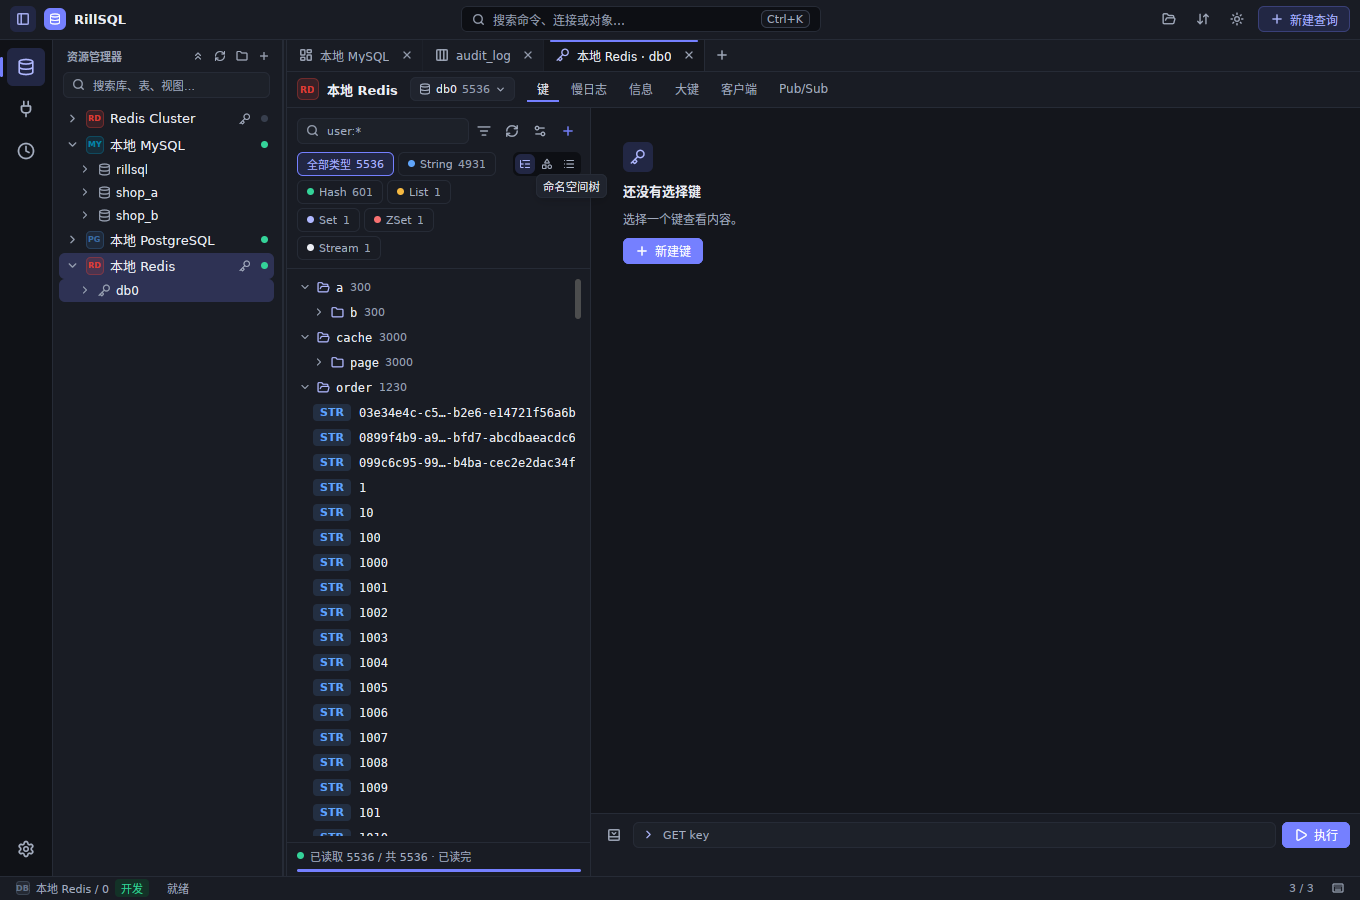 RillSQL
搜索命令、连接或对象... Ctrl+K
新建查询
资源管理器
搜索库、表、视图...
RD Redis Cluster
MY 本地 MySQL
rillsql
shop_a
shop_b
PG 本地 PostgreSQL
RD 本地 Redis
db0
本地 MySQL
audit_log
本地 Redis · db0
RD 本地 Redis
db0 5536
键 慢日志 信息 大键 客户端 Pub/Sub
user:*
全部类型 5536
String 4931
Hash 601
List 1
Set 1
ZSet 1
Stream 1
命名空间树
a 300
b 300
cache 3000
page 3000
order 1230
STR 03e34e4c-c5…-b2e6-e14721f56a6b
STR 0899f4b9-a9…-bfd7-abcdbaeacdc6
STR 099c6c95-99…-b4ba-cec2e2dac34f
STR 1
STR 10
STR 100
STR 1000
STR 1001
STR 1002
STR 1003
STR 1004
STR 1005
STR 1006
STR 1007
STR 1008
STR 1009
STR 101
STR 1010
已读取 5536 / 共 5536 · 已读完
还没有选择键
选择一个键查看内容。
新建键
GET key
执行
DB 本地 Redis / 0 开发 就绪
3 / 3